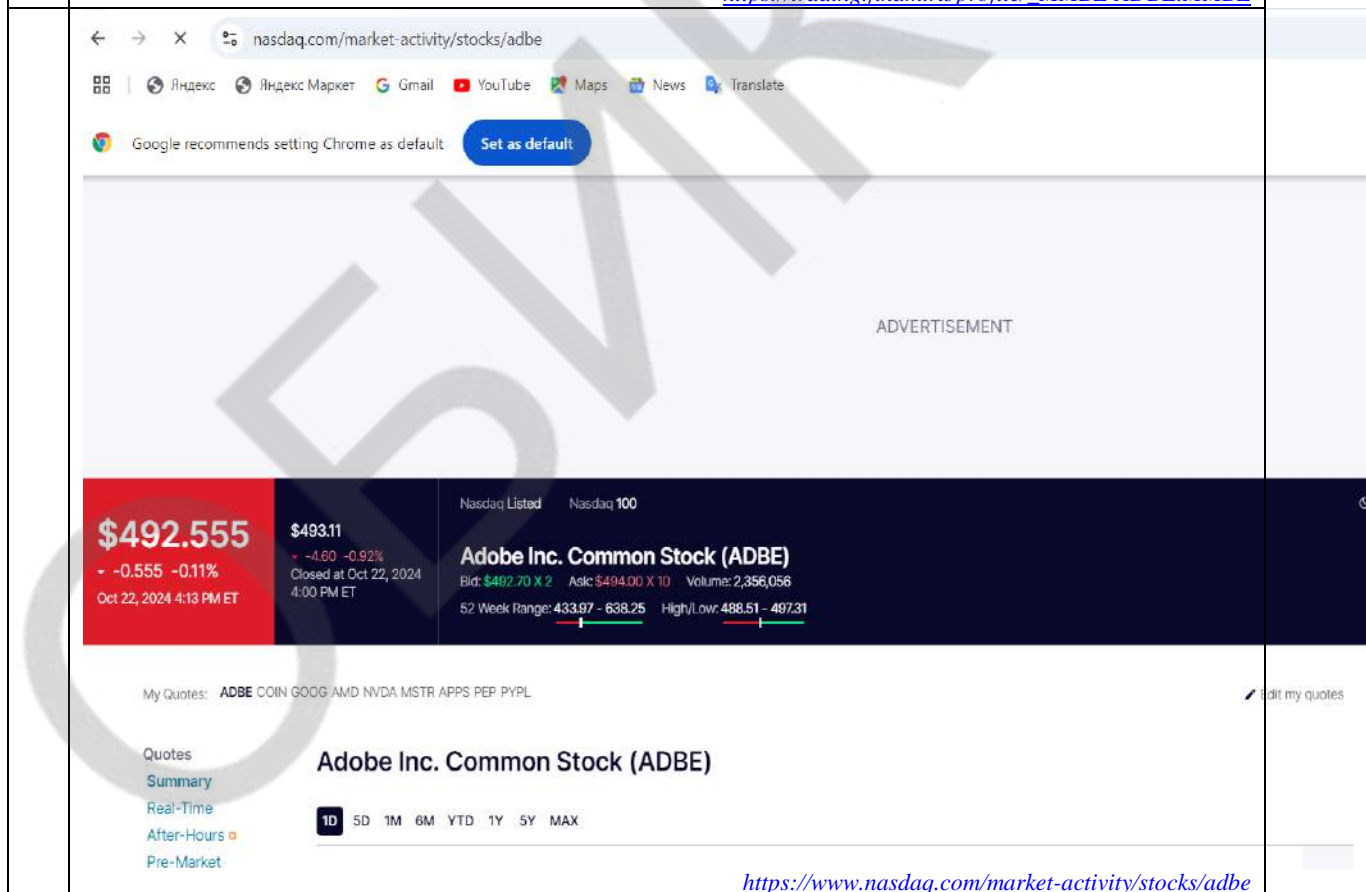 nasdaq.com/market-activity/stocks/adbe
Яндекс Яндекс Маркет Gmail YouTube Maps News Translate
Google recommends setting Chrome as default Set as default
ADVERTISEMENT
Nasdaq Listed Nasdaq 100
$492.555
-0.555 -0.11%
Oct 22, 2024 4:13 PM ET
$493.11
-4.60 -0.92%
Closed at Oct 22, 2024
4:00 PM ET
Adobe Inc. Common Stock (ADBE)
Bid: $492.70 X 2 Ask: $494.00 X 10 Volume: 2,356,056
52 Week Range: 433.97 - 638.25 High/Low: 488.51 - 497.31
My Quotes: ADBE COIN GOOG AMD NVDA MSTR APPS PEP PYPL
Edit my quotes
Quotes
Summary
Real-Time
After-Hours
Pre-Market
Adobe Inc. Common Stock (ADBE)
1D 5D 1M 6M YTD 1Y 5Y MAX
https://www.nasdaq.com/market-activity/stocks/adbe
ОБИК